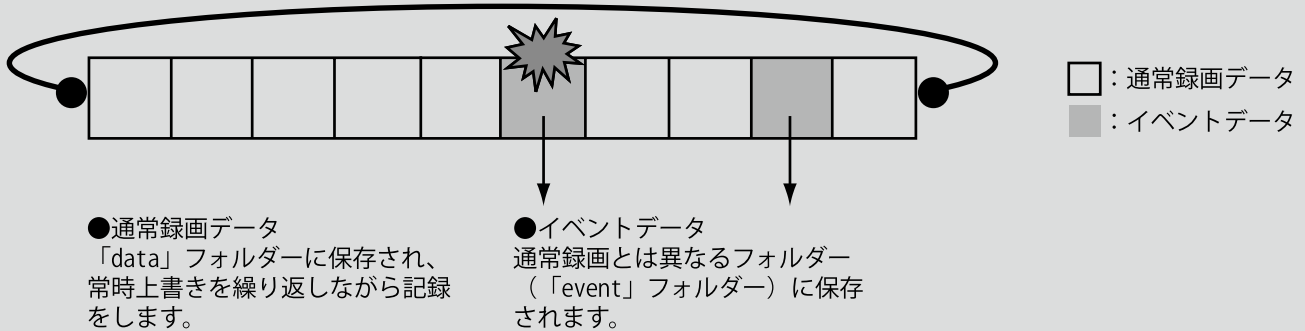 ：通常録画データ
：イベントデータ
●通常録画データ
「data」フォルダーに保存され、
常時上書きを繰り返しながら記録
をします。
●イベントデータ
通常録画とは異なるフォルダー
（「event」フォルダー）に保存
されます。